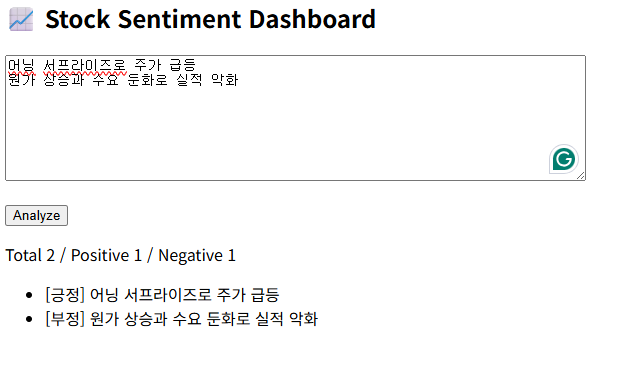 Stock Sentiment Dashboard
어닝 서프라이즈로 주가 급등
원가 상승과 수요 둔화로 실적 악화
Analyze
Total 2 / Positive 1 / Negative 1
[긍정] 어닝 서프라이즈로 주가 급등
[부정] 원가 상승과 수요 둔화로 실적 악화